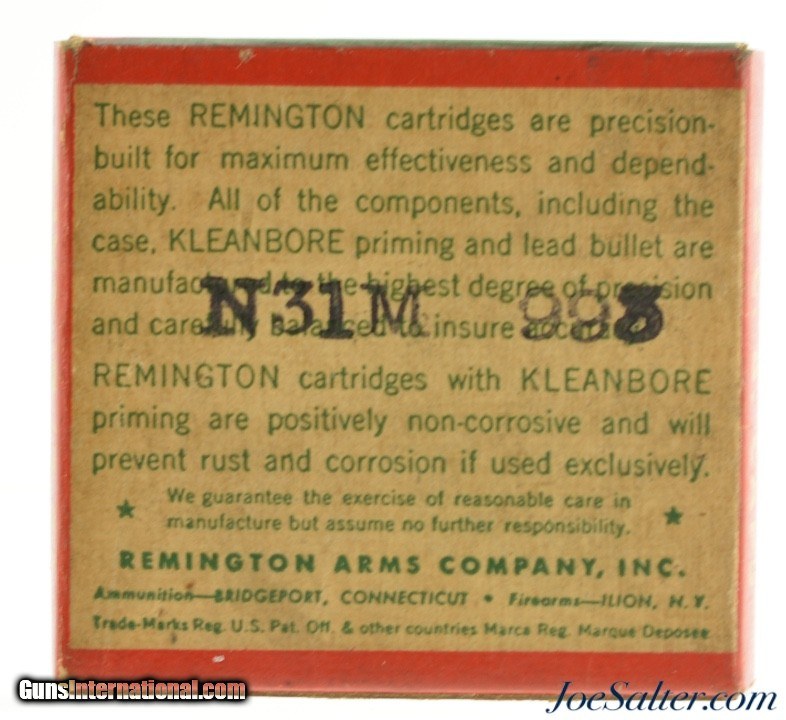 These REMINGTON cartridges are precision-
built for maximum effectiveness and depend-
ability. All of the components, including the
case, KLEANBORE priming and lead bullet are
manufactured to the highest degree of precision
N31M
and carefully balanced to insure
REMINGTON cartridges with KLEANBORE
priming are positively non-corrosive and will
prevent rust and corrosion if used exclusively.
★ We guarantee the exercise of reasonable care in ★
manufacture but assume no further responsibility.
REMINGTON ARMS COMPANY, INC.
Ammunition—BRIDGEPORT, CONNECTICUT • Firearms—ILION, N. Y.
Trade-Marks Reg. U.S. Pat. Off. & other countries Marca Reg. Marque Deposee
GunsInternational.com
JoeSalter.com